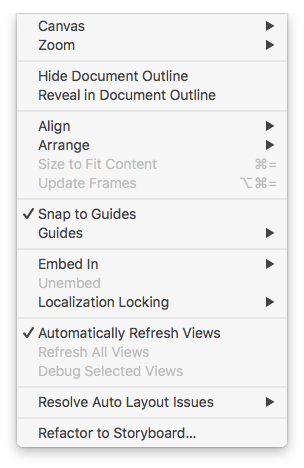 Canvas
Zoom
Hide Document Outline
Reveal in Document Outline
Align
Arrange
Size to Fit Content ⌘=
Update Frames ⌥⌘=
✓ Snap to Guides
Guides
Embed In
Unembed
Localization Locking
✓ Automatically Refresh Views
Refresh All Views
Debug Selected Views
Resolve Auto Layout Issues
Refactor to Storyboard...